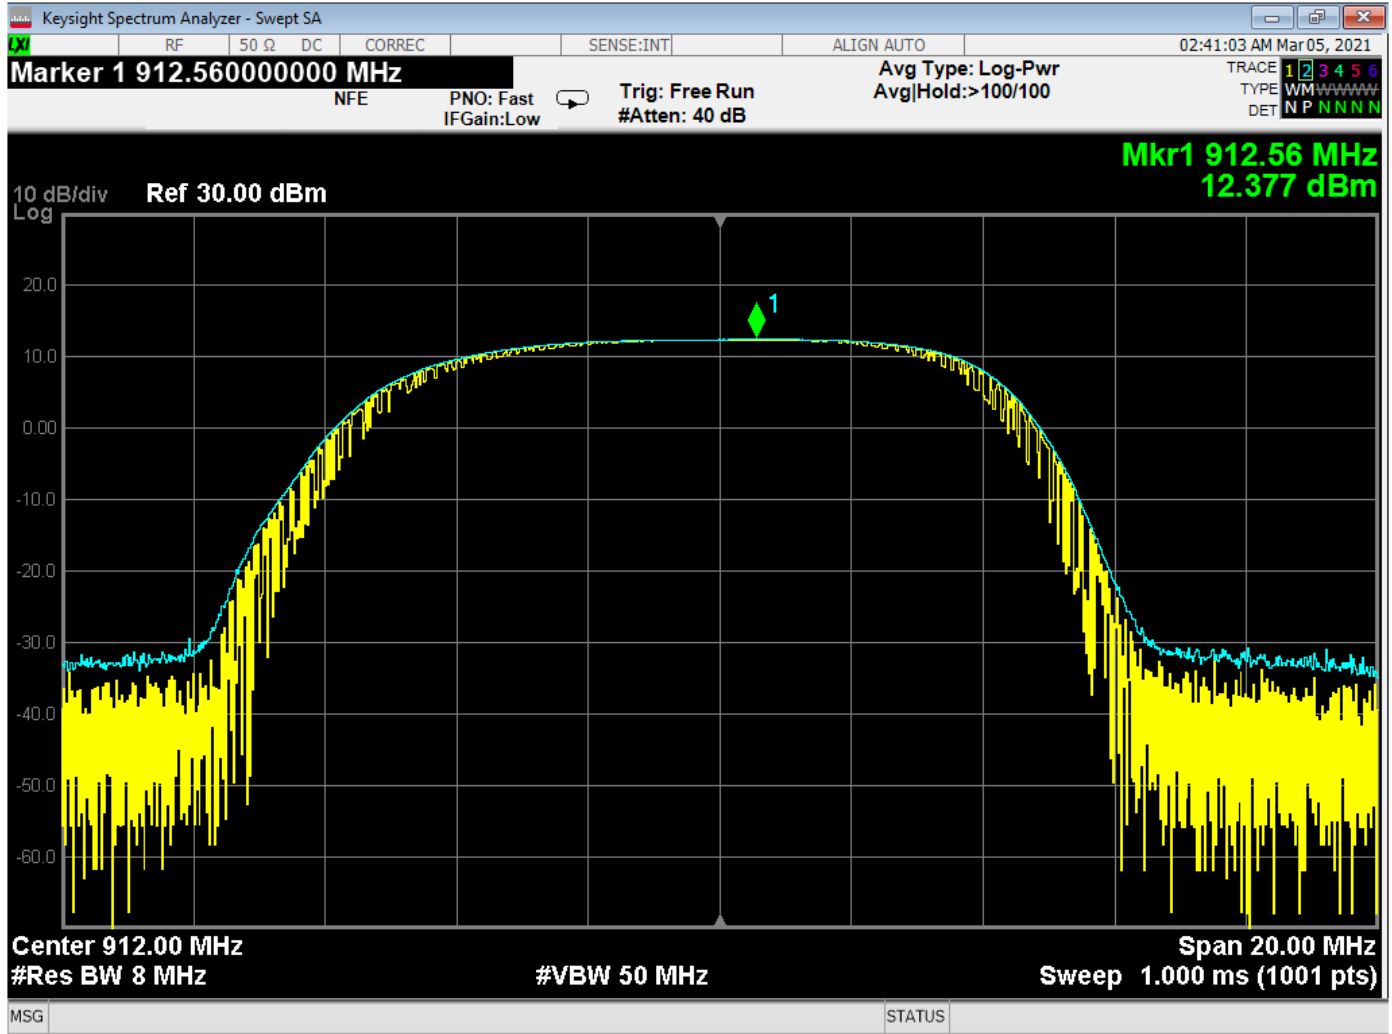 Keysight Spectrum Analyzer - Swept SA
LXI RF 50 Ω DC CORREC SENSE:INT ALIGN AUTO 02:41:03 AM Mar 05, 2021
Marker 1 912.560000000 MHz
NFE PNO: Fast IFGain:Low
Trig: Free Run
#Atten: 40 dB
Avg Type: Log-Pwr
Avg|Hold:>100/100
TRACE 1 2 3 4 5 6
TYPE WMWWWW
DET N P N N N N
Mkr1 912.56 MHz
12.377 dBm
10 dB/div Ref 30.00 dBm
Log
1
20.0
10.0
0.00
-10.0
-20.0
-30.0
-40.0
-50.0
-60.0
Center 912.00 MHz Span 20.00 MHz
#Res BW 8 MHz #VBW 50 MHz Sweep 1.000 ms (1001 pts)
MSG STATUS